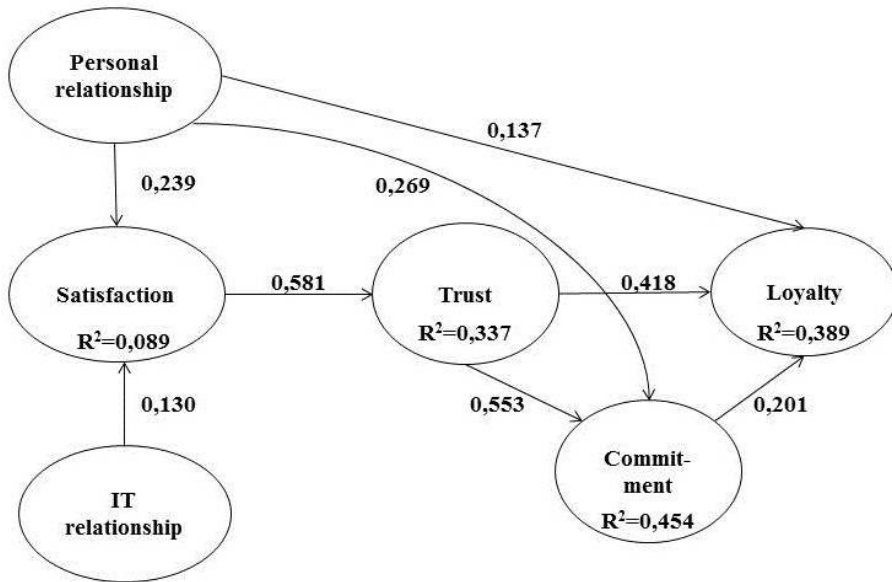 Personal
relationship
0,137
0,269
0,239
Satisfaction
R²=0,089
0,581
Trust
R²=0,337
0,418
Loyalty
R²=0,389
0,130
0,553
0,201
Commit-
ment
R²=0,454
IT
relationship